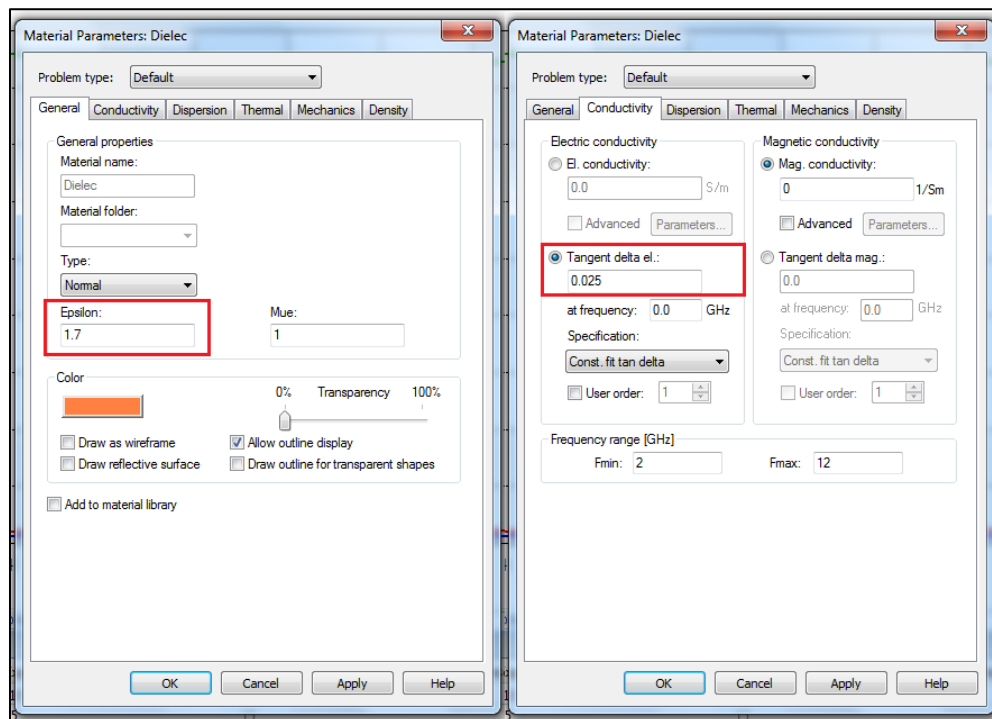 Material Parameters: Dielec
Problem type: Default
General Conductivity Dispersion Thermal Mechanics Density
General properties
Material name:
Dielec
Material folder:
Type:
Normal
Epsilon: Mue:
1.7 1
Color
0% Transparency 100%
Draw as wireframe Allow outline display
Draw reflective surface Draw outline for transparent shapes
Add to material library
OK Cancel Apply Help
Material Parameters: Dielec
Problem type: Default
General Conductivity Dispersion Thermal Mechanics Density
Electric conductivity Magnetic conductivity
El. conductivity: Mag. conductivity:
0.0 S/m 0 1/Sm
Advanced Parameters... Advanced Parameters...
Tangent delta el.: Tangent delta mag.:
0.025 0.0
at frequency: 0.0 GHz at frequency: 0.0 GHz
Specification: Specification:
Const. fit tan delta Const. fit tan delta
User order: 1 User order: 1
Frequency range [GHz]
Fmin: 2 Fmax: 12
OK Cancel Apply Help